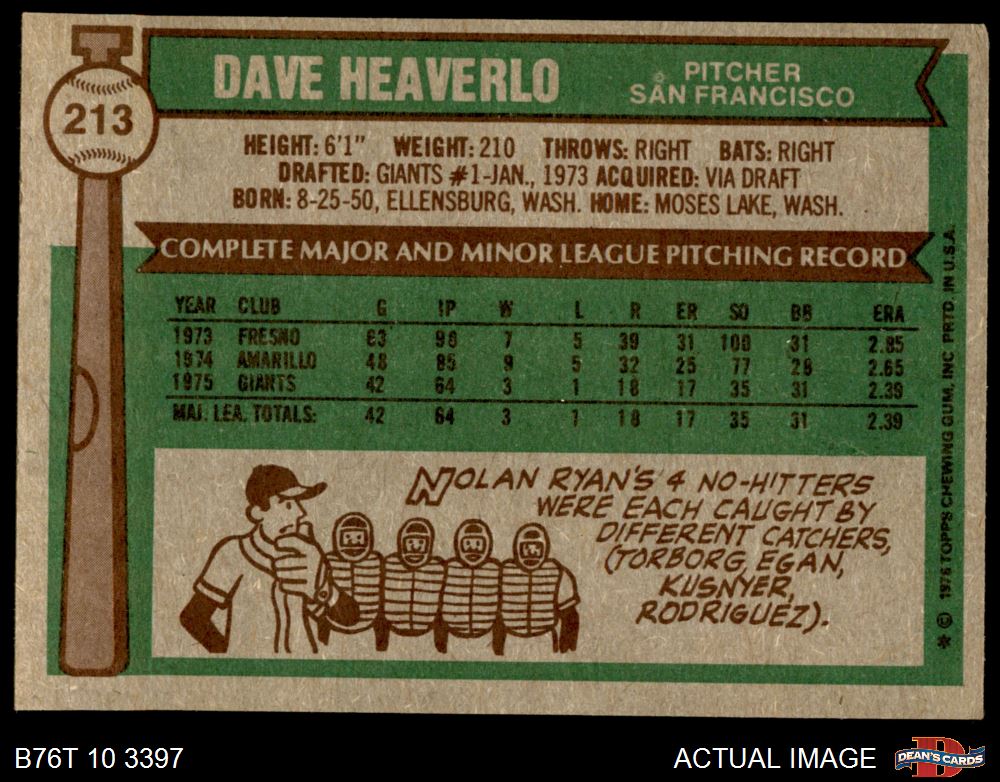 213
DAVE HEAVERLO
PITCHER
SAN FRANCISCO
HEIGHT: 6'1" WEIGHT: 210 THROWS: RIGHT BATS: RIGHT
DRAFTED: GIANTS #1-JAN., 1973 ACQUIRED: VIA DRAFT
BORN: 8-25-50, ELLENSBURG, WASH. HOME: MOSES LAKE, WASH.
COMPLETE MAJOR AND MINOR LEAGUE PITCHING RECORD
YEAR CLUB G IP W L R ER SO BB ERA
1973 FRESNO 63 98 7 5 39 31 100 31 2.85
1974 AMARILLO 48 85 9 5 32 25 77 28 2.65
1975 GIANTS 42 64 3 1 18 17 35 31 2.39
MAJ. LEA. TOTALS: 42 64 3 1 18 17 35 31 2.39
NOLAN RYAN'S 4 NO-HITTERS
WERE EACH CAUGHT BY
DIFFERENT CATCHERS,
(TORBORG, EGAN,
KUSNYER,
RODRIGUEZ).
* © 1976 TOPPS CHEWING GUM, INC PRTD. IN U.S.A.
B76T 10 3397
ACTUAL IMAGE
DEAN'S CARDS